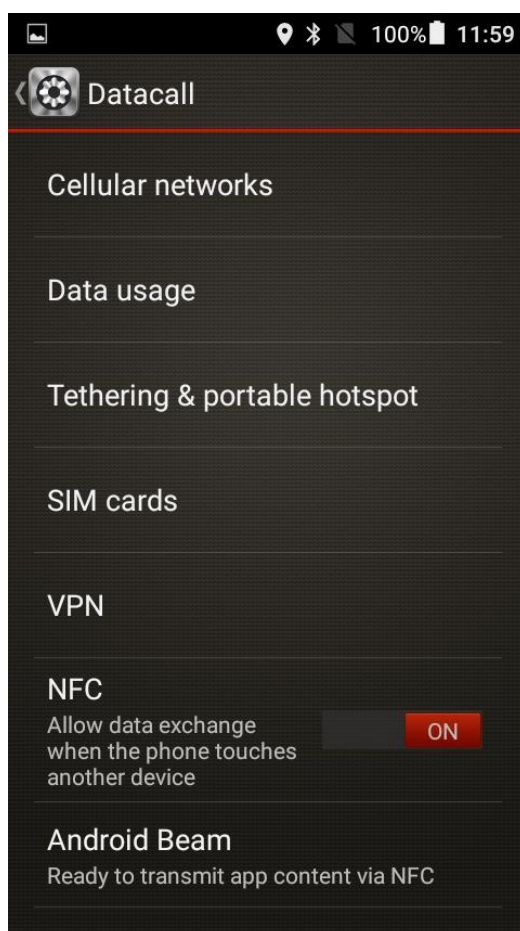 100% 11:59
Datacall
Cellular networks
Data usage
Tethering & portable hotspot
SIM cards
VPN
NFC
Allow data exchange
when the phone touches
another device
ON
Android Beam
Ready to transmit app content via NFC